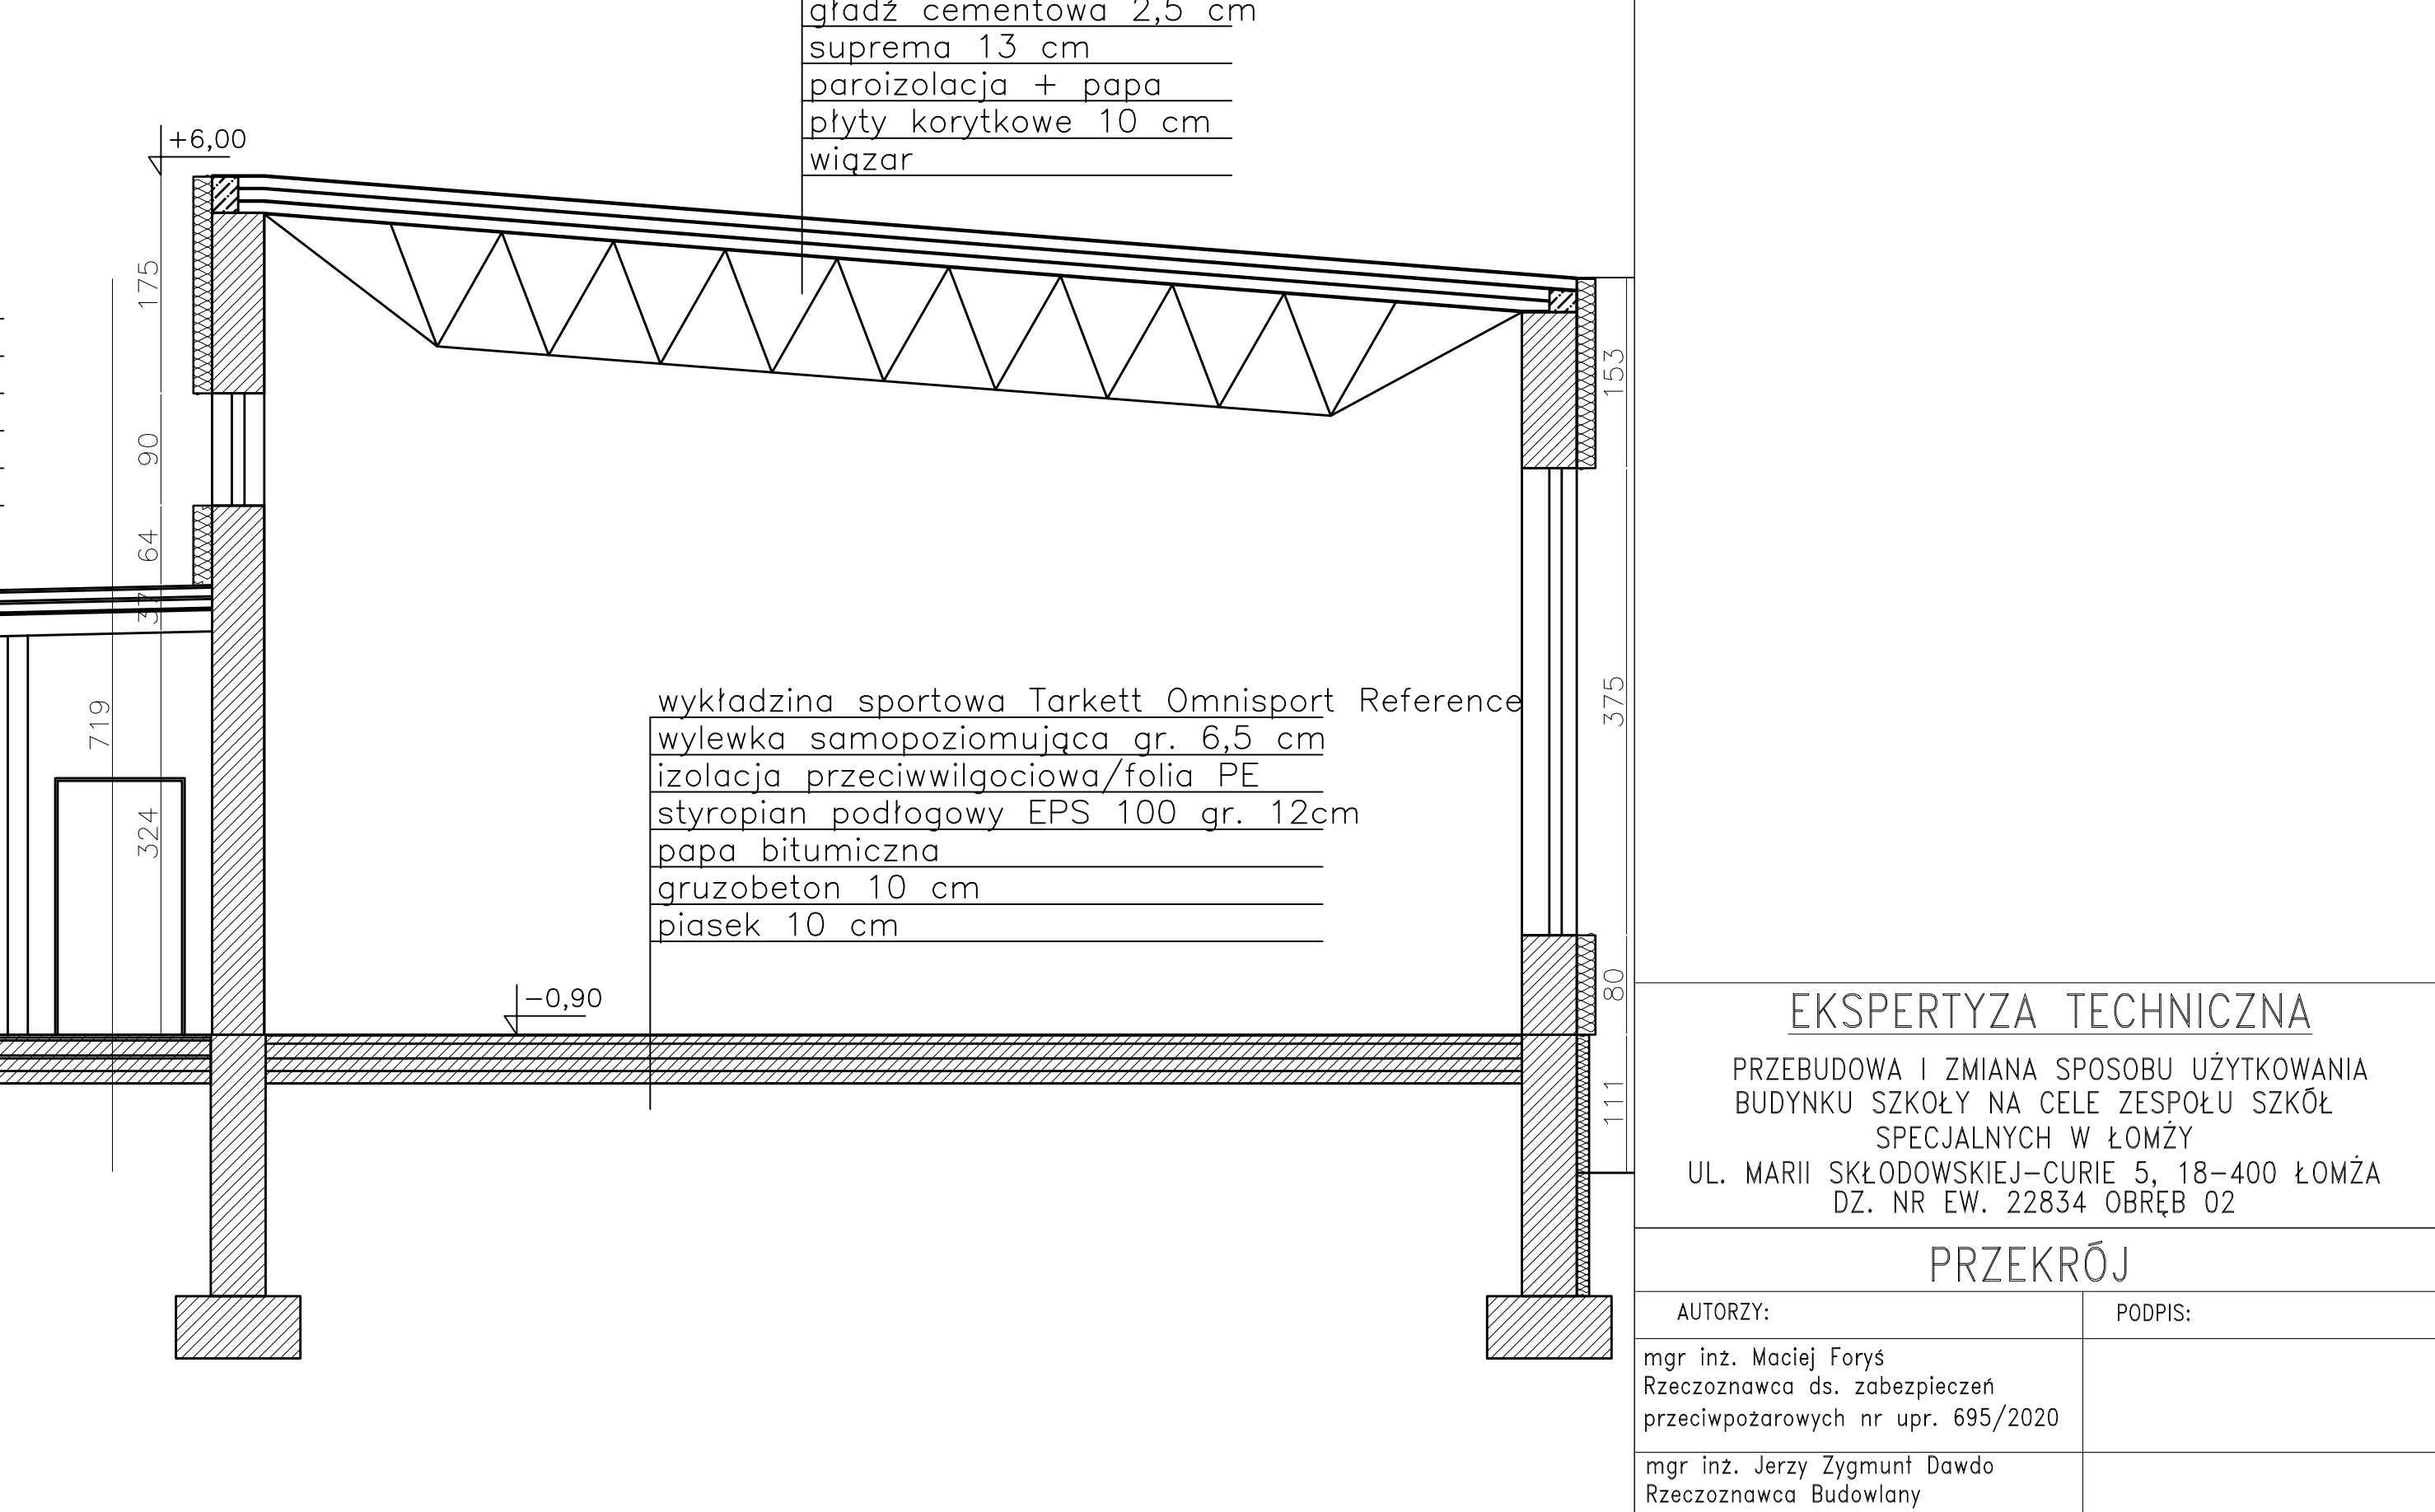 gładź cementowa 2,5 cm
suprema 13 cm
paroizolacja + papa
płyty korytkowe 10 cm
wiązar
+6,00
175
90
64
37
719
324
153
375
80
111
wykładzina sportowa Tarkett Omnisport Reference
wylewka samopoziomująca gr. 6,5 cm
izolacja przeciwwilgociowa/folia PE
styropian podłogowy EPS 100 gr. 12cm
papa bitumiczna
gruzobeton 10 cm
piasek 10 cm
-0,90
EKSPERTYZA TECHNICZNA
PRZEBUDOWA I ZMIANA SPOSOBU UŻYTKOWANIA
BUDYNKU SZKOŁY NA CELE ZESPOŁU SZKÓŁ
SPECJALNYCH W ŁOMŻY
UL. MARII SKŁODOWSKIEJ-CURIE 5, 18-400 ŁOMŻA
DZ. NR EW. 22834 OBRĘB 02
PRZEKRÓJ
AUTORZY:
PODPIS:
mgr inż. Maciej Foryś
Rzeczoznawca ds. zabezpieczeń
przeciwpożarowych nr upr. 695/2020
mgr inż. Jerzy Zygmunt Dawdo
Rzeczoznawca Budowlany